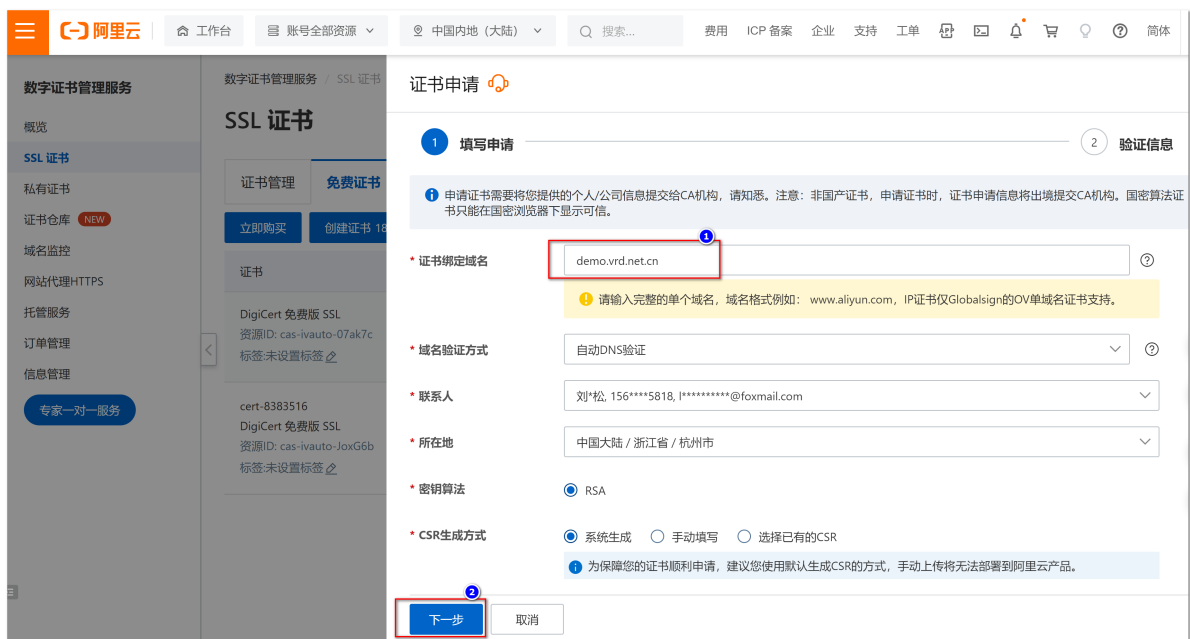 阿里云
工作台
账号全部资源
中国内地（大陆）
搜索...
费用
ICP 备案
企业
支持
工单
APP
简体
数字证书管理服务
概览
SSL 证书
私有证书
证书仓库 NEW
域名监控
网站代理HTTPS
托管服务
订单管理
信息管理
专家一对一服务
数字证书管理服务 / SSL 证书
SSL 证书
证书管理
免费证书
立即购买
创建证书 18
证书
DigiCert 免费版 SSL
资源ID: cas-ivauto-07ak7c
标签:未设置标签
cert-8383516
DigiCert 免费版 SSL
资源ID: cas-ivauto-JoxG6b
标签:未设置标签
证书申请
1 填写申请
2 验证信息
申请证书需要将您提供的个人/公司信息提交给CA机构，请知悉。注意：非国产证书，申请证书时，证书申请信息将出境提交CA机构。国密算法证
书只能在国密浏览器下显示可信。
1
* 证书绑定域名
demo.vrd.net.cn
请输入完整的单个域名，域名格式例如： www.aliyun.com，IP证书仅Globalsign的OV单域名证书支持。
* 域名验证方式
自动DNS验证
* 联系人
刘*松, 156****5818, l**********@foxmail.com
* 所在地
中国大陆 / 浙江省 / 杭州市
* 密钥算法
RSA
* CSR生成方式
系统生成
手动填写
选择已有的CSR
为保障您的证书顺利申请，建议您使用默认生成CSR的方式，手动上传将无法部署到阿里云产品。
2
下一步
取消